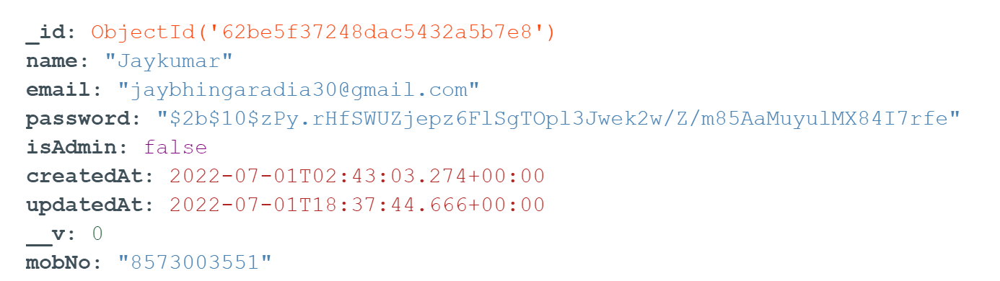 _id: ObjectId('62be5f37248dac5432a5b7e8')
name: "Jaykumar"
email: "jaybhingaradia30@gmail.com"
password: "$2b$10$zPy.rHfSWUZjepz6FlSgTOpl3Jwek2w/Z/m85AaMuyulMX84I7rfe"
isAdmin: false
createdAt: 2022-07-01T02:43:03.274+00:00
updatedAt: 2022-07-01T18:37:44.666+00:00
__v: 0
mobNo: "8573003551"